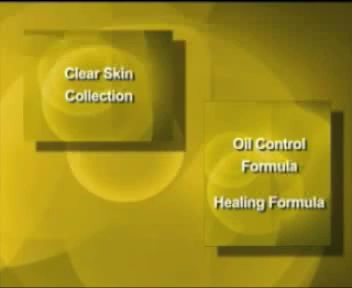 Clear Skin
Collection
Oil Control
Formula
Healing Formula